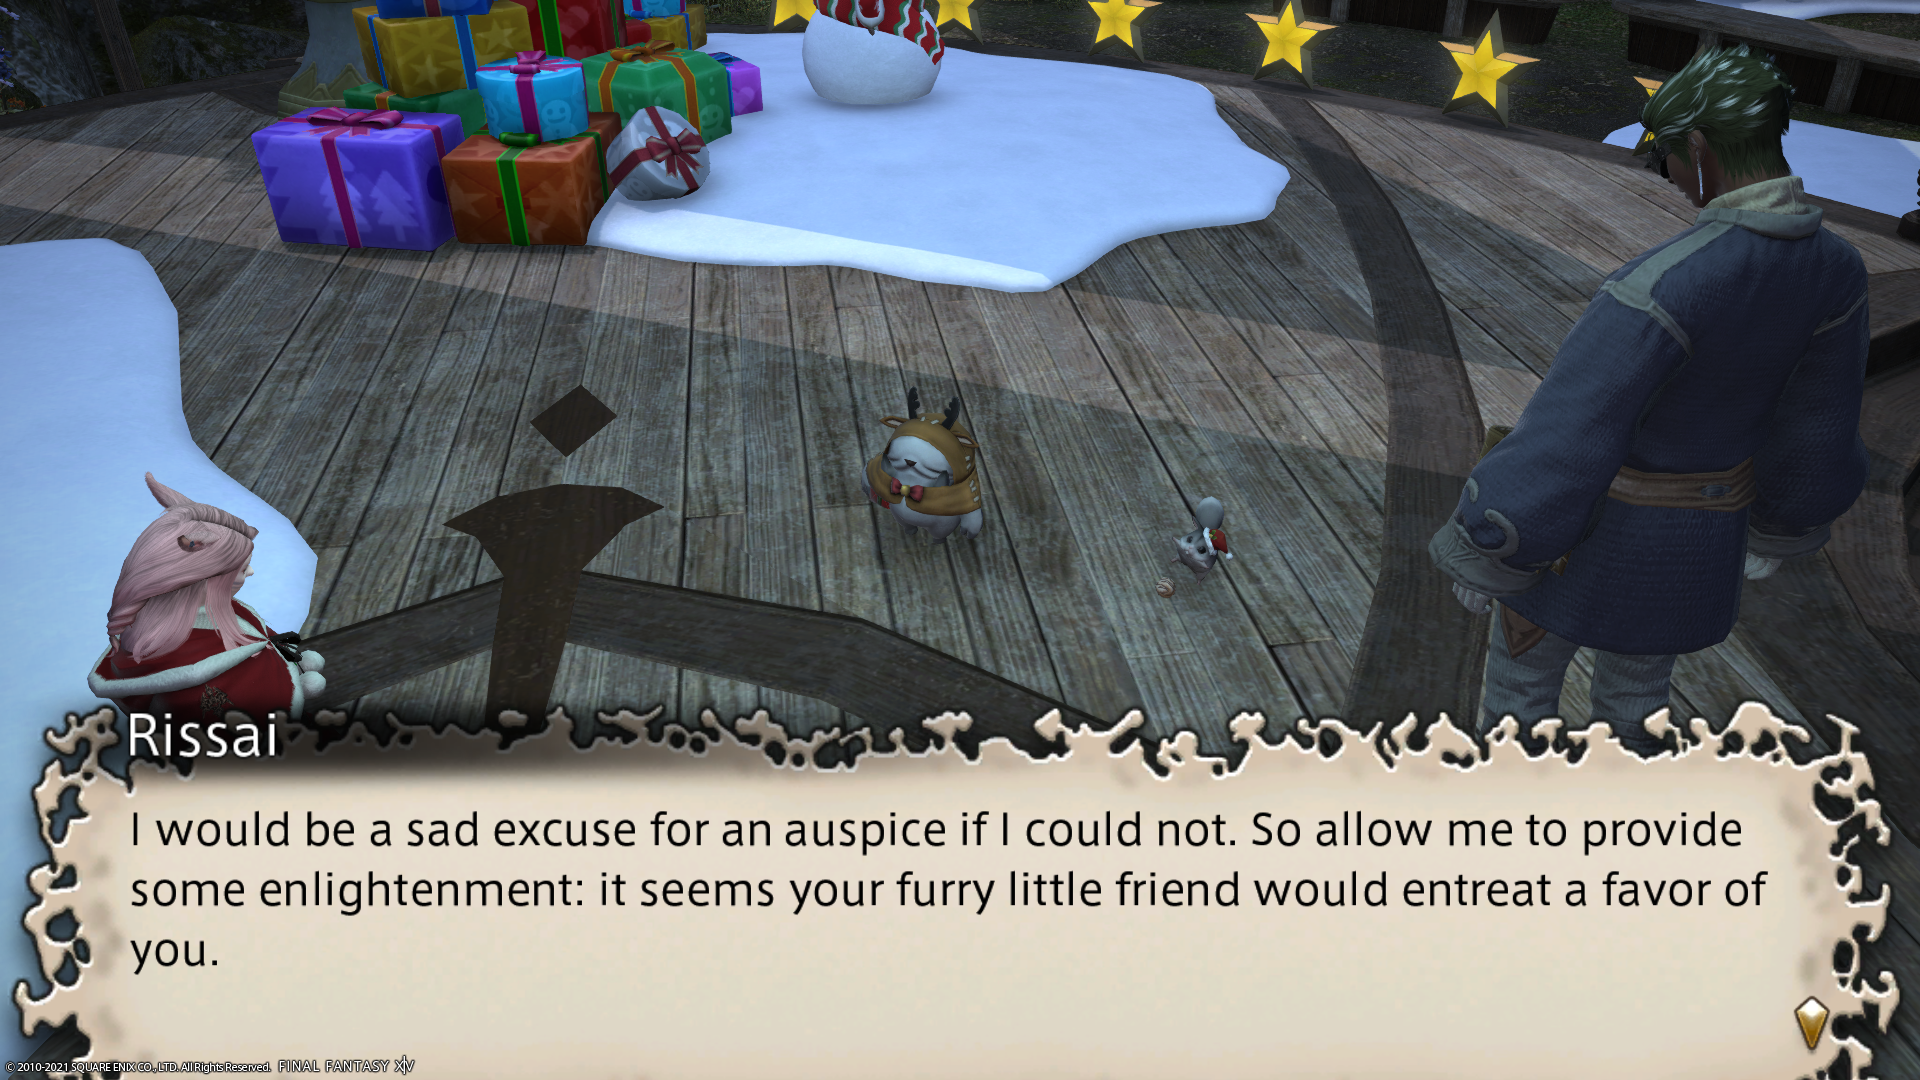 Rissai
I would be a sad excuse for an auspice if I could not. So allow me to provide
some enlightenment: it seems your furry little friend would entreat a favor of
you.
© 2010-2021 SQUARE ENIX CO., LTD. All Rights Reserved. FINAL FANTASY XIV